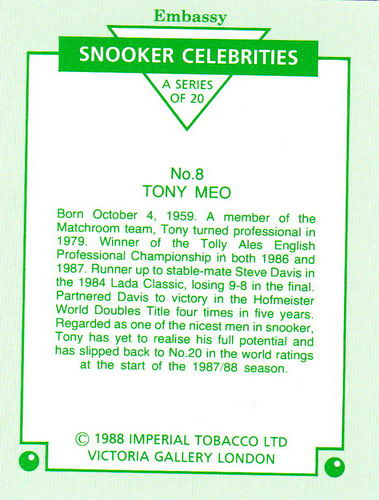 Embassy
SNOOKER CELEBRITIES
A SERIES
OF 20
No.8
TONY MEO
Born October 4, 1959. A member of the
Matchroom team, Tony turned professional in
1979. Winner of the Tolly Ales English
Professional Championship in both 1986 and
1987. Runner up to stable-mate Steve Davis in
the 1984 Lada Classic, losing 9-8 in the final.
Partnered Davis to victory in the Hofmeister
World Doubles Title four times in five years.
Regarded as one of the nicest men in snooker,
Tony has yet to realise his full potential and
has slipped back to No.20 in the world ratings
at the start of the 1987/88 season.
© 1988 IMPERIAL TOBACCO LTD
VICTORIA GALLERY LONDON